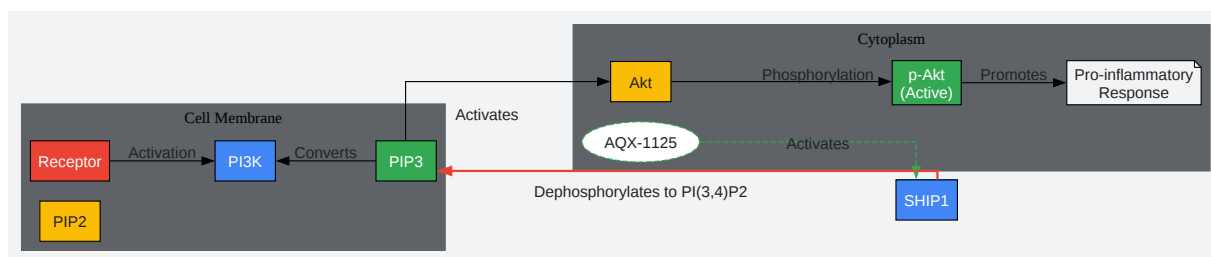 Cytoplasm
Akt
Phosphorylation
p-Akt
(Active)
Promotes
Pro-inflammatory
Response
Activates
Cell Membrane
AQX-1125
Activates
Receptor
Activation
PI3K
Converts
PIP3
Dephosphorylates to PI(3,4)P2
SHIP1
PIP2